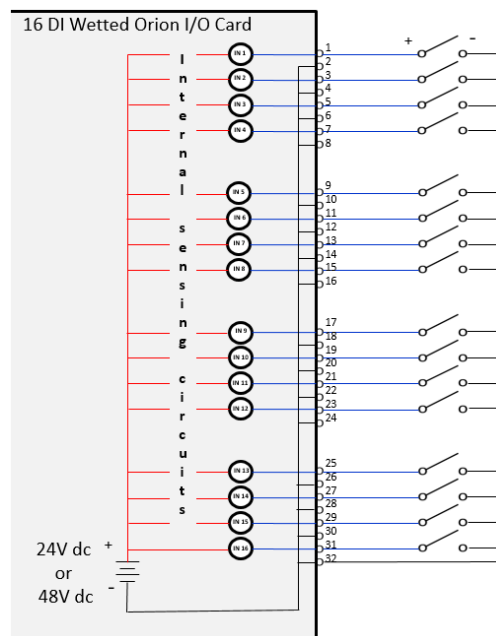 16 DI Wetted Orion I/O Card
Internal sensing circuits
+ -
IN 1 1
2
IN 2 3
4
IN 3 5
6
IN 4 7
8
IN 5 9
10
IN 6 11
12
IN 7 13
14
IN 8 15
16
IN 9 17
18
IN 10 19
20
IN 11 21
22
IN 12 23
24
IN 13 25
26
IN 14 27
28
IN 15 29
30
IN 16 31
32
24V dc +
or
48V dc -